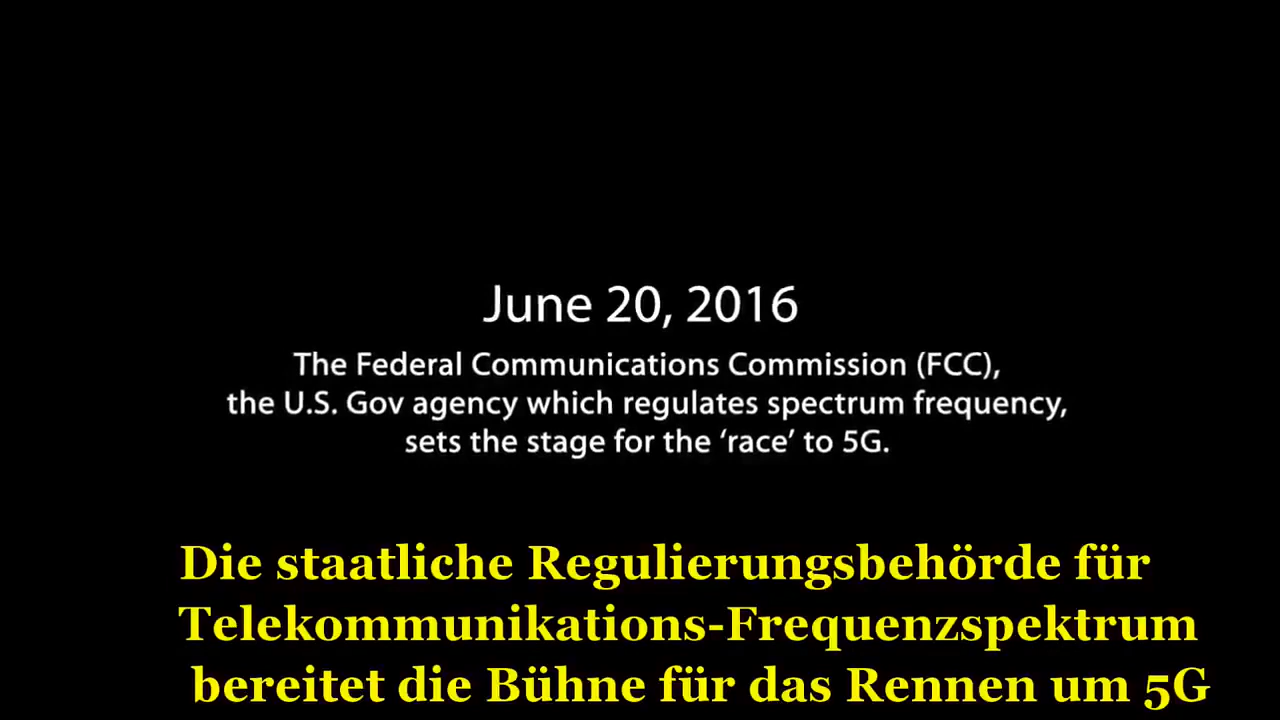 June 20, 2016
The Federal Communications Commission (FCC),
the U.S. Gov agency which regulates spectrum frequency,
sets the stage for the ‘race’ to 5G.
Die staatliche Regulierungsbehörde für
Telekommunikations-Frequenzspektrum
bereitet die Bühne für das Rennen um 5G